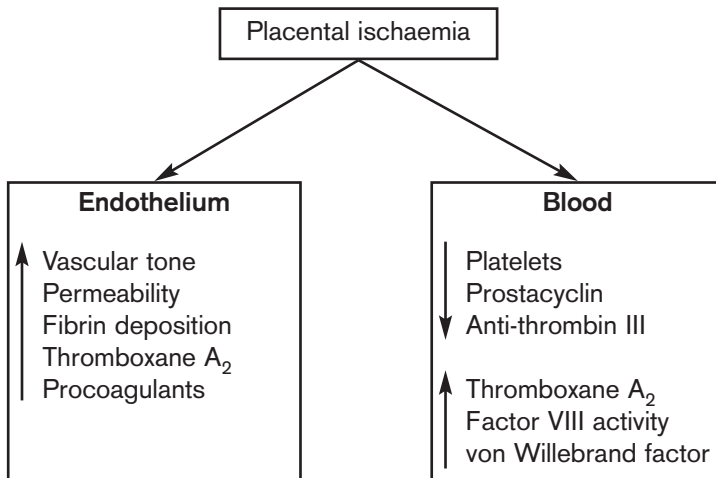 Placental ischaemia
Endothelium
Vascular tone
Permeability
Fibrin deposition
Thromboxane A₂
Procoagulants
Blood
Platelets
Prostacyclin
Anti-thrombin III
Thromboxane A₂
Factor VIII activity
von Willebrand factor